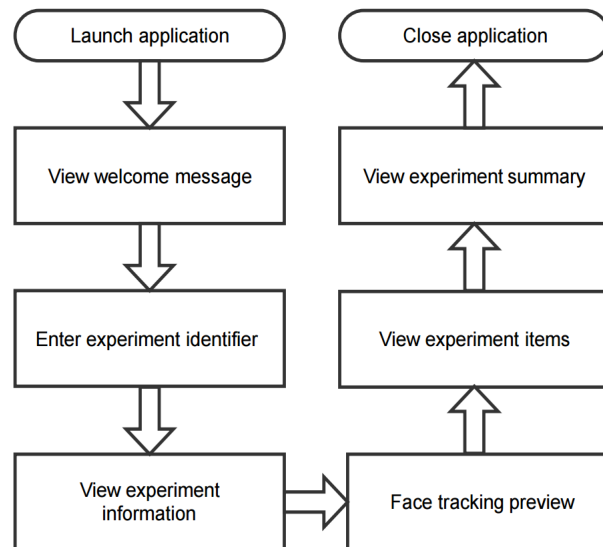 Launch application
View welcome message
Enter experiment identifier
View experiment
information
Face tracking preview
View experiment items
View experiment summary
Close application